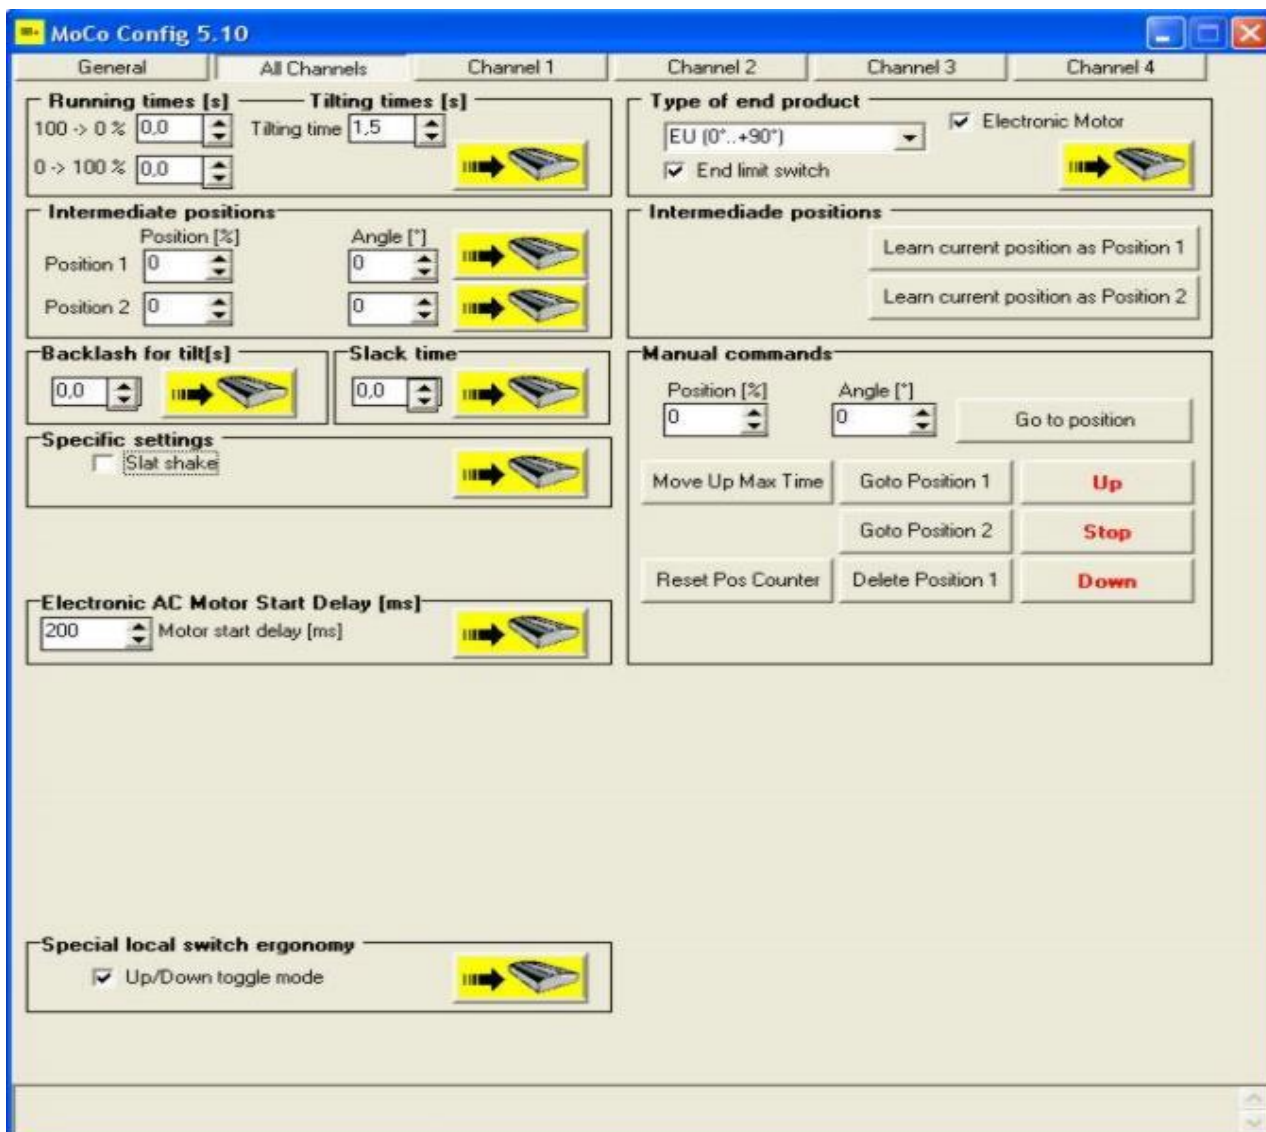 MoCo Config 5.10
General All Channels Channel 1 Channel 2 Channel 3 Channel 4
Running times [s] Tilting times [s]
100 -> 0 % 0,0 Tilting time 1,5
0 -> 100 % 0,0
Type of end product
EU (0°..+90°) Electronic Motor
End limit switch
Intermediate positions
Position [%] Angle [°]
Position 1 0 0
Position 2 0 0
Intermediade positions
Learn current position as Position 1
Learn current position as Position 2
Backlash for tilt[s] Slack time
0,0 0,0
Specific settings
Slat shake
Manual commands
Position [%] Angle [°]
0 0 Go to position
Move Up Max Time Goto Position 1 Up
Goto Position 2 Stop
Reset Pos Counter Delete Position 1 Down
Electronic AC Motor Start Delay [ms]
200 Motor start delay [ms]
Special local switch ergonomy
Up/Down toggle mode